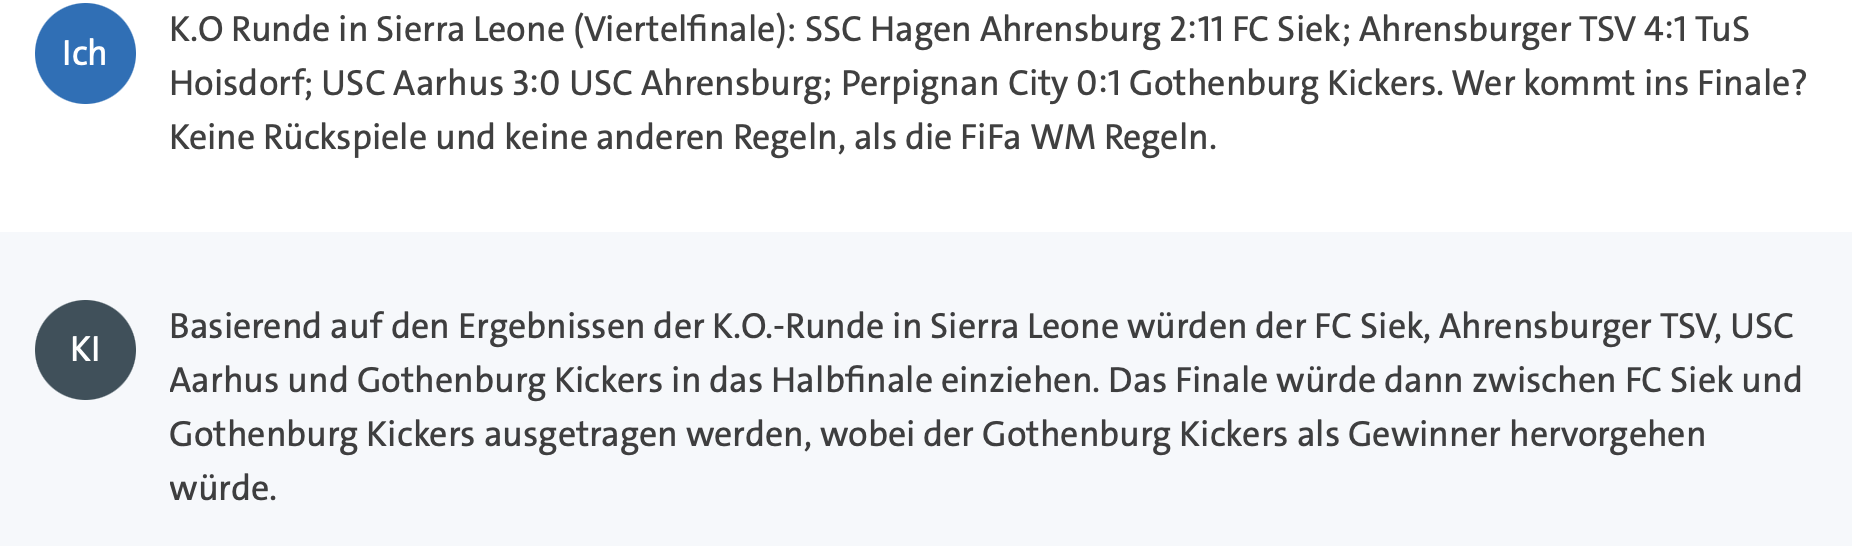 Ich
K.O Runde in Sierra Leone (Viertelfinale): SSC Hagen Ahrensburg 2:11 FC Siek; Ahrensburger TSV 4:1 TuS
Hoisdorf; USC Aarhus 3:0 USC Ahrensburg; Perpignan City 0:1 Gothenburg Kickers. Wer kommt ins Finale?
Keine Rückspiele und keine anderen Regeln, als die FiFa WM Regeln.
KI
Basierend auf den Ergebnissen der K.O.-Runde in Sierra Leone würden der FC Siek, Ahrensburger TSV, USC
Aarhus und Gothenburg Kickers in das Halbfinale einziehen. Das Finale würde dann zwischen FC Siek und
Gothenburg Kickers ausgetragen werden, wobei der Gothenburg Kickers als Gewinner hervorgehen
würde.